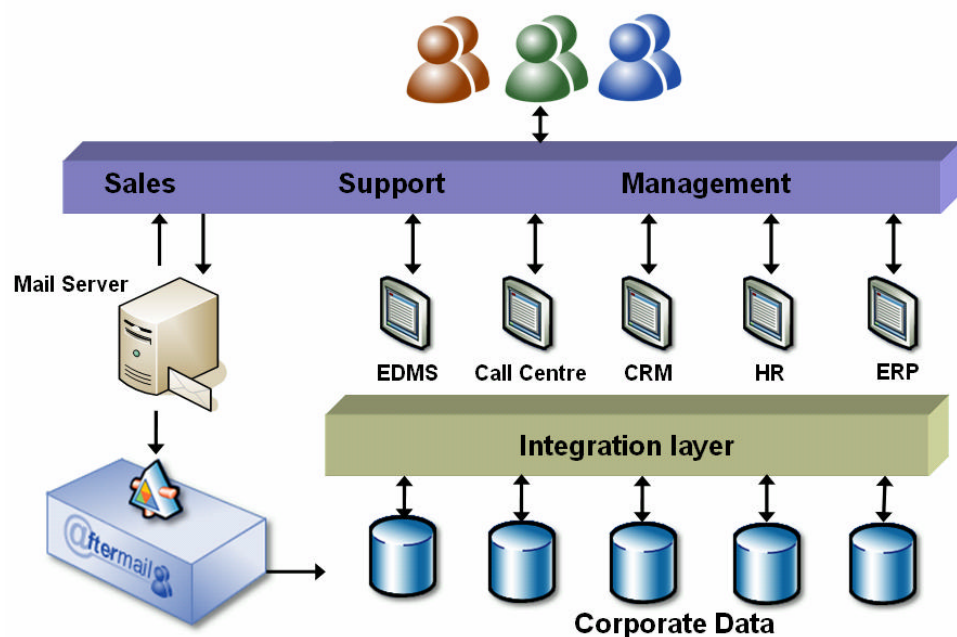 Sales Support Management
Mail Server
EDMS Call Centre CRM HR ERP
Integration layer
@ftermail
Corporate Data